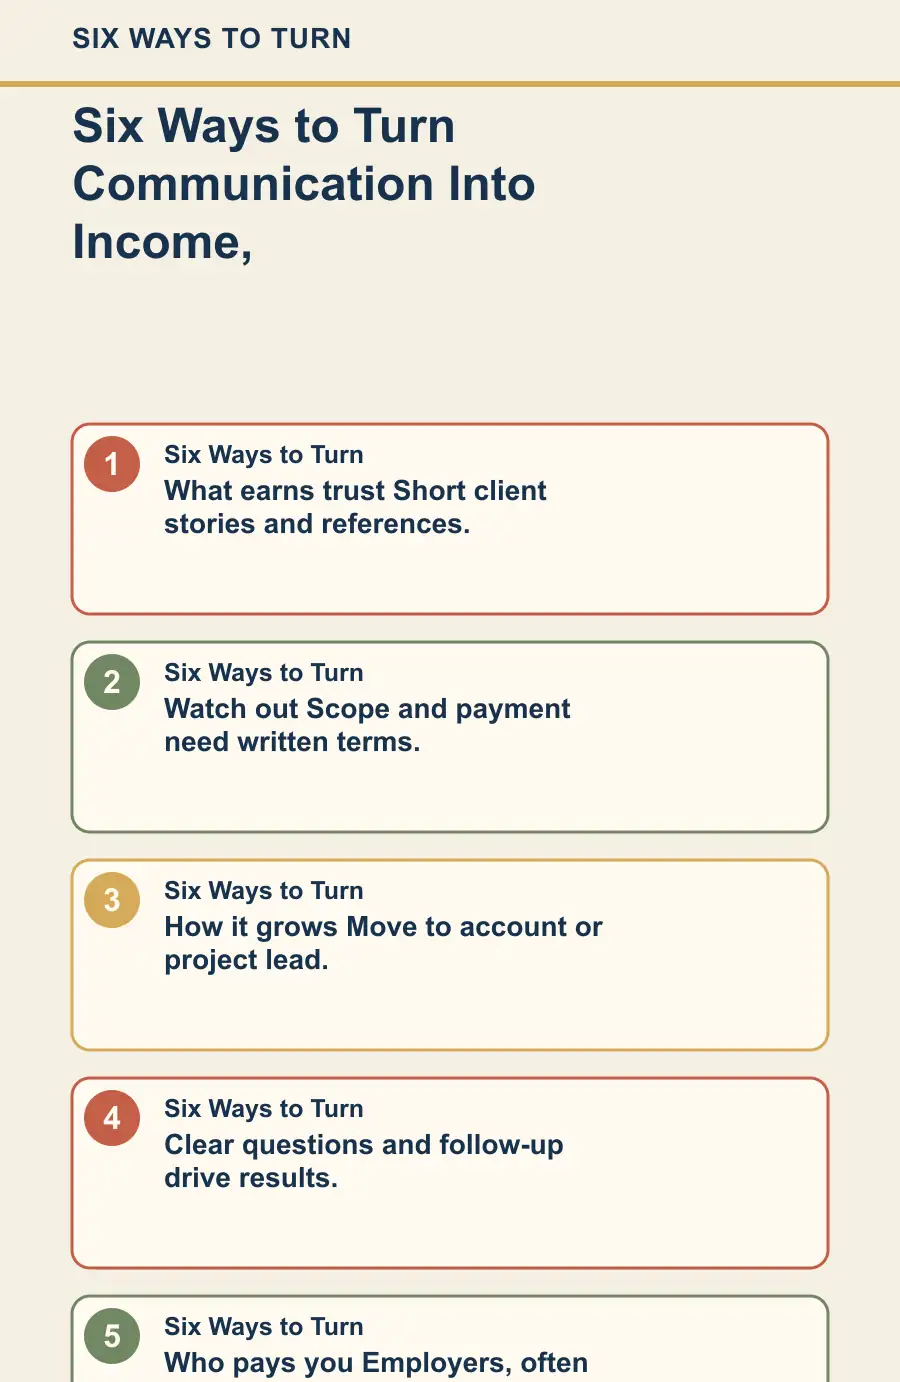 SIX WAYS TO TURN
Six Ways to Turn
Communication Into
Income,
1
Six Ways to Turn
What earns trust Short client
stories and references.
2
Six Ways to Turn
Watch out Scope and payment
need written terms.
3
Six Ways to Turn
How it grows Move to account or
project lead.
4
Six Ways to Turn
Clear questions and follow-up
drive results.
5
Six Ways to Turn
Who pays you Employers, often